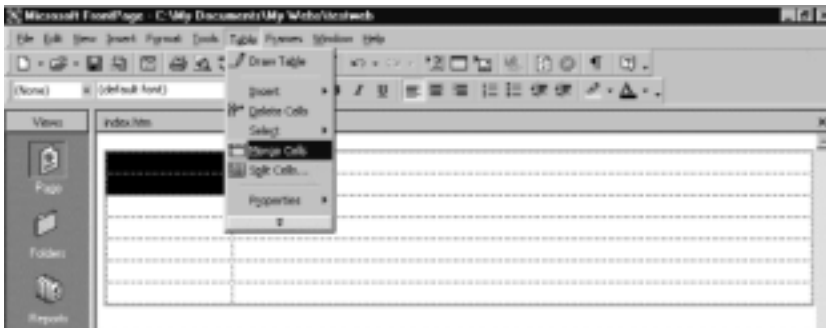 Microsoft FrontPage - C:\My Documents\My Webs\testweb
File Edit View Insert Format Tools Table Frames Window Help
Draw Table
(None) (default font) B I U A
Insert
Views index.htm
Delete Cells
Select
Merge Cells
Split Cells...
Page
Properties
Folders
Reports